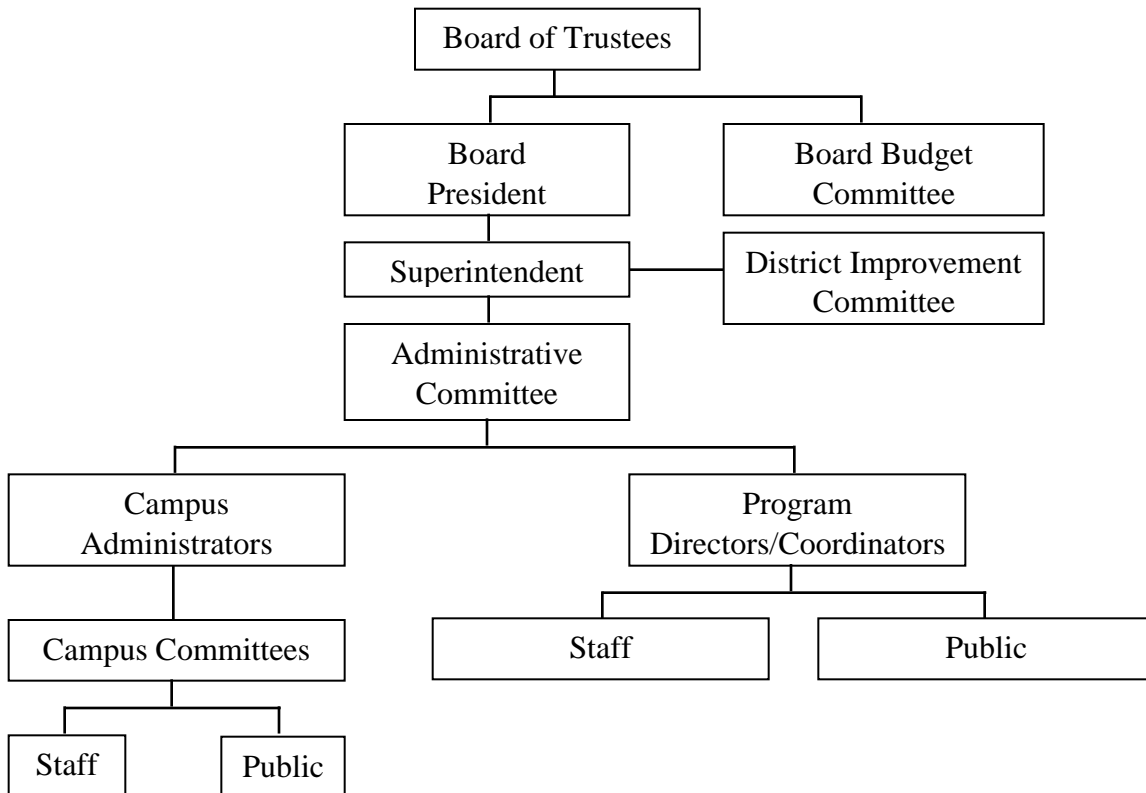 Board of Trustees
Board
President
Board Budget
Committee
Superintendent
District Improvement
Committee
Administrative
Committee
Campus
Administrators
Program
Directors/Coordinators
Campus Committees
Staff
Public
Staff
Public